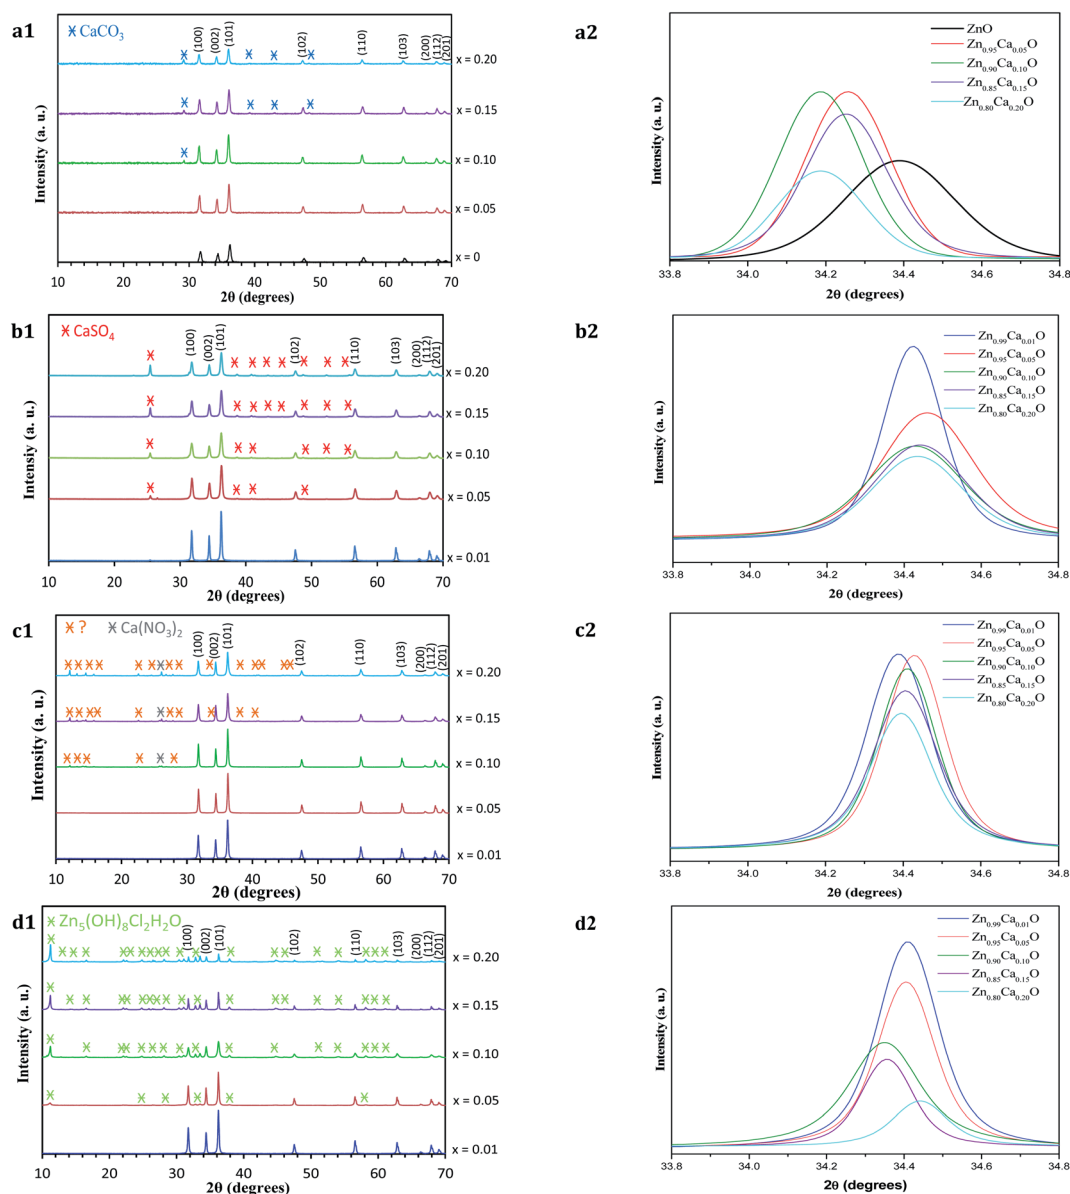 a1
CaCO3
(100)
(002)
(101)
(102)
(110)
(103)
(200)
(112)
(201)
x = 0.20
x = 0.15
x = 0.10
x = 0.05
x = 0
Intensity (a. u.)
10 20 30 40 50 60 70
2θ (degrees)
a2
ZnO
Zn0.95Ca0.05O
Zn0.90Ca0.10O
Zn0.85Ca0.15O
Zn0.80Ca0.20O
Intensity (a. u.)
33.8 34.0 34.2 34.4 34.6 34.8
2θ (degrees)
b1
CaSO4
(100)
(002)
(101)
(102)
(110)
(103)
(200)
(112)
(201)
x = 0.20
x = 0.15
x = 0.10
x = 0.05
x = 0.01
Intensiy (a. u.)
10 20 30 40 50 60 70
2θ (degrees)
b2
Zn0.99Ca0.01O
Zn0.95Ca0.05O
Zn0.90Ca0.10O
Zn0.85Ca0.15O
Zn0.80Ca0.20O
Intensity (a. u.)
33.8 34.0 34.2 34.4 34.6 34.8
2θ (degrees)
c1
? Ca(NO3)2
(100)
(002)
(101)
(102)
(110)
(103)
(200)
(112)
(201)
x = 0.20
x = 0.15
x = 0.10
x = 0.05
x = 0.01
Intensity (a. u.)
10 20 30 40 50 60 70
2θ (degrees)
c2
Zn0.99Ca0.01O
Zn0.95Ca0.05O
Zn0.90Ca0.10O
Zn0.85Ca0.15O
Zn0.80Ca0.20O
Intensity (a. u.)
33.8 34.0 34.2 34.4 34.6 34.8
2θ (degrees)
d1
Zn5(OH)8Cl2H2O
(100)
(002)
(101)
(102)
(110)
(103)
(200)
(112)
(201)
x = 0.20
x = 0.15
x = 0.10
x = 0.05
x = 0.01
Intensity (a. u.)
10 20 30 40 50 60 70
2θ (degrees)
d2
Zn0.99Ca0.01O
Zn0.95Ca0.05O
Zn0.90Ca0.10O
Zn0.85Ca0.15O
Zn0.80Ca0.20O
Intensity (a. u.)
33.8 34.0 34.2 34.4 34.6 34.8
2θ (degrees)